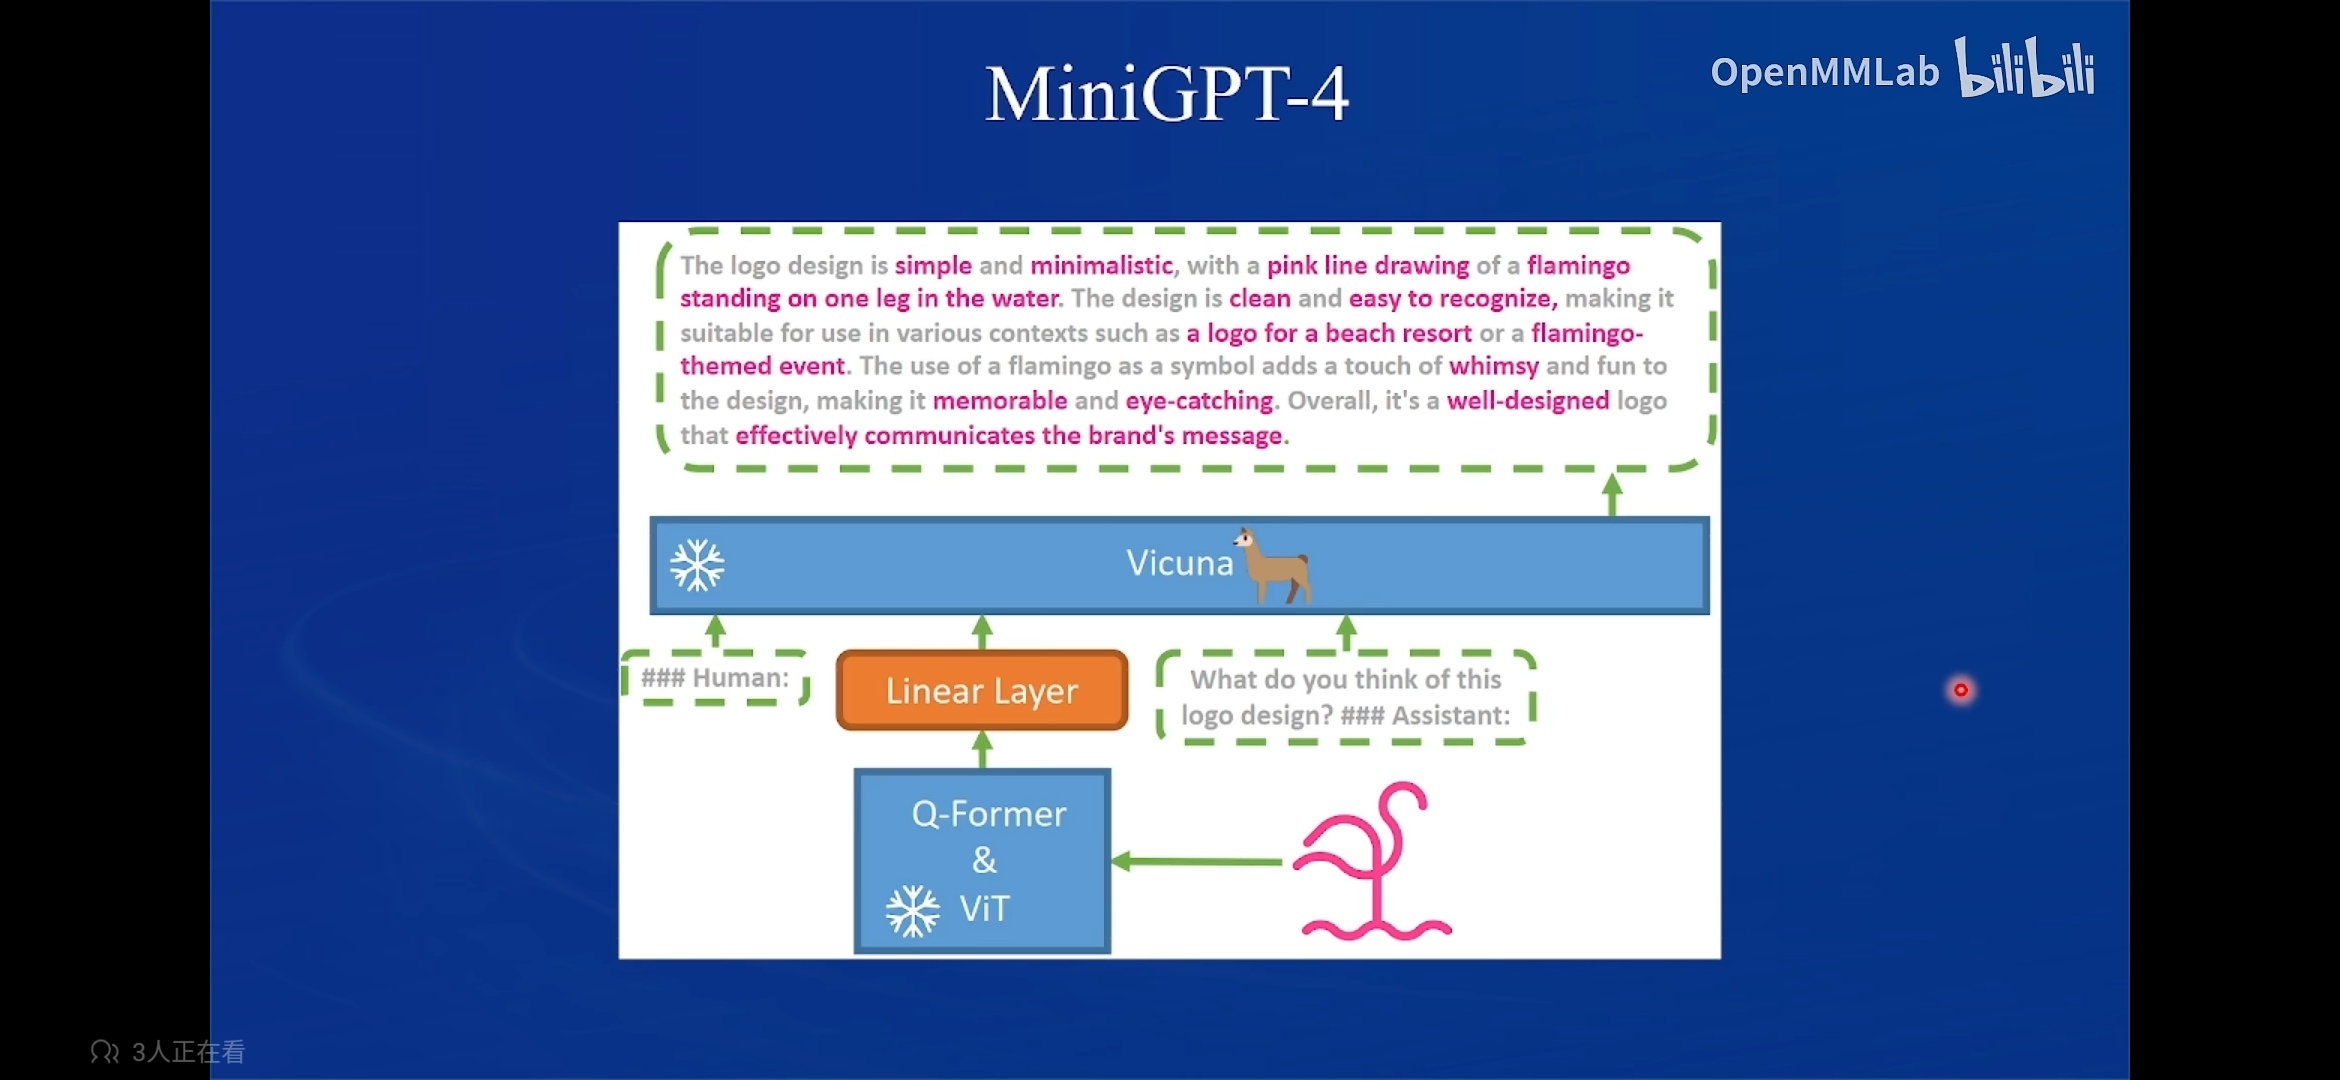 MiniGPT-4
OpenMMLab bilibili
The logo design is simple and minimalistic, with a pink line drawing of a flamingo
standing on one leg in the water. The design is clean and easy to recognize, making it
suitable for use in various contexts such as a logo for a beach resort or a flamingo-
themed event. The use of a flamingo as a symbol adds a touch of whimsy and fun to
the design, making it memorable and eye-catching. Overall, it's a well-designed logo
that effectively communicates the brand's message.
Vicuna
### Human:
Linear Layer
What do you think of this
logo design? ### Assistant:
Q-Former
&
ViT
3人正在看